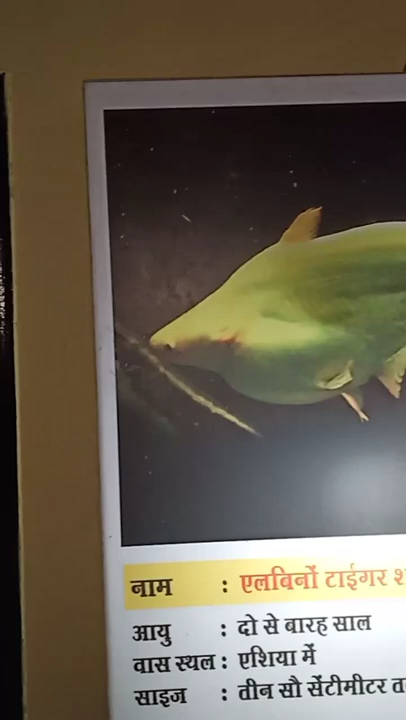 नाम : एलबिनों टाईगर
आयु : दो से बारह साल
वास स्थल : एशिया में
साइज : तीन सौ सेंटीमीटर